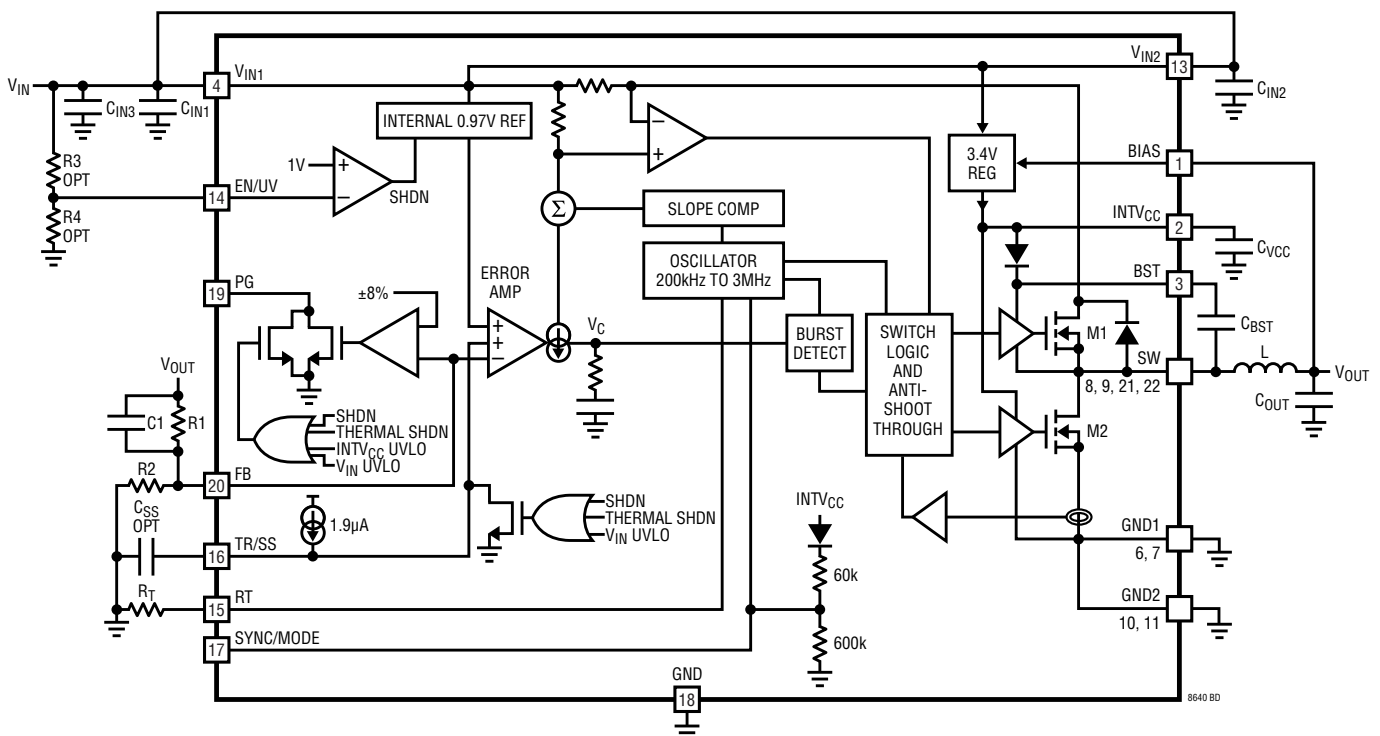 VIN
CIN3
CIN1
4
VIN1
VIN2
13
CIN2
INTERNAL 0.97V REF
R3
OPT
R4
OPT
14
EN/UV
1V
+
–
SHDN
–
+
3.4V
REG
BIAS
1
INTVCC
2
CVCC
BST
3
CBST
Σ
SLOPE COMP
OSCILLATOR
200kHz TO 3MHz
PG
19
±8%
ERROR
AMP
+
+
–
VC
BURST
DETECT
SWITCH
LOGIC
AND
ANTI-
SHOOT
THROUGH
M1
M2
SW
8, 9, 21, 22
L
VOUT
COUT
VOUT
C1
R1
R2
FB
20
SHDN
THERMAL SHDN
INTVCC UVLO
VIN UVLO
CSS
OPT
1.9µA
TR/SS
16
SHDN
THERMAL SHDN
VIN UVLO
INTVCC
60k
600k
GND1
6, 7
GND2
10, 11
RT
15
RT
SYNC/MODE
17
GND
18
8640 BD